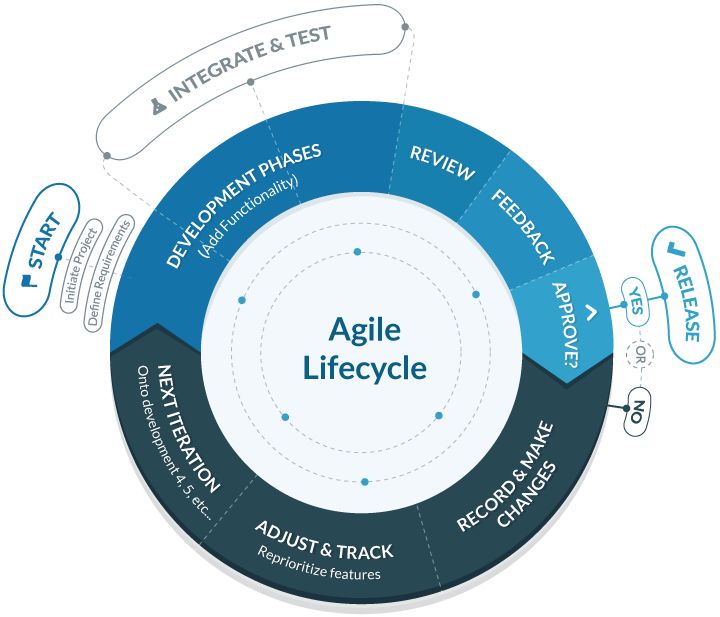 INTEGRATE & TEST
START
Initiate Project
Define Requirements
DEVELOPMENT PHASES
(Add Functionality)
REVIEW
FEEDBACK
APPROVE?
YES
OR
NO
RELEASE
RECORD & MAKE
CHANGES
ADJUST & TRACK
Reprioritize features
NEXT ITERATION
Onto development 4, 5, etc...
Agile
Lifecycle